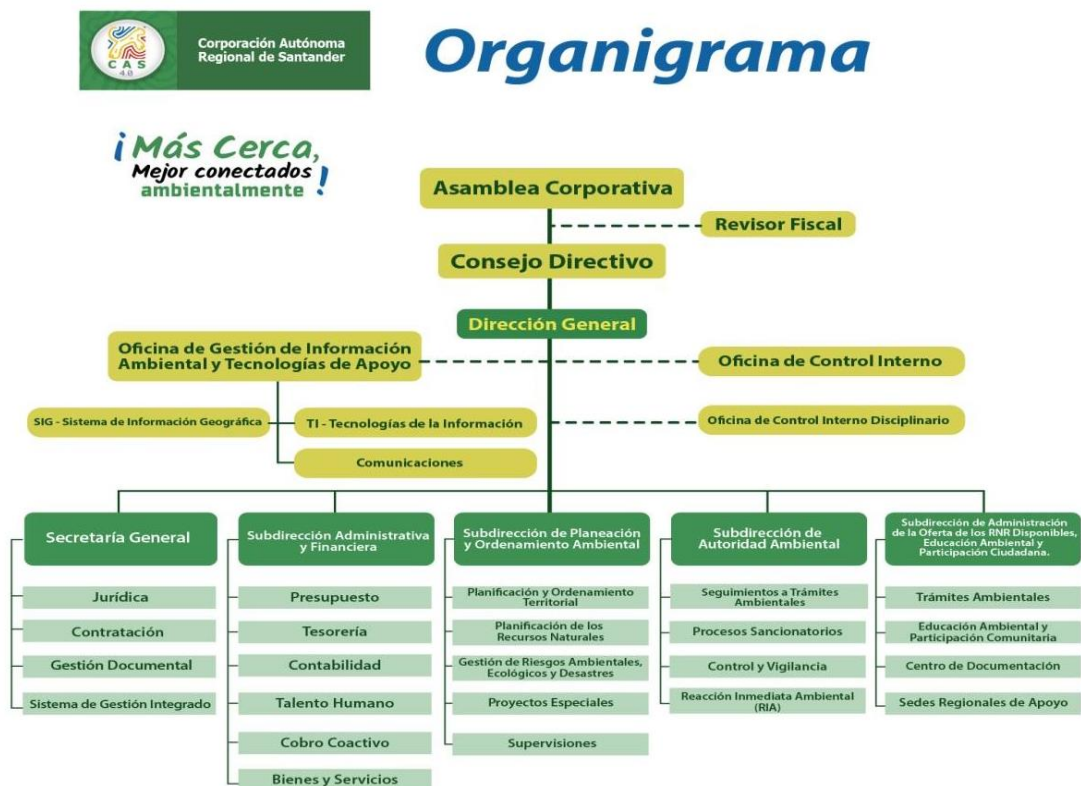 CAS
4.0
Corporación Autónoma
Regional de Santander
Organigrama
¡Más Cerca,
Mejor conectados
ambientalmente!
Asamblea Corporativa
Revisor Fiscal
Consejo Directivo
Dirección General
Oficina de Gestión de Información
Ambiental y Tecnologías de Apoyo
Oficina de Control Interno
SIG - Sistema de Información Geográfica
TI - Tecnologías de la Información
Oficina de Control Interno Disciplinario
Comunicaciones
Secretaría General
Jurídica
Contratación
Gestión Documental
Sistema de Gestión Integrado
Subdirección Administrativa
y Financiera
Presupuesto
Tesorería
Contabilidad
Talento Humano
Cobro Coactivo
Bienes y Servicios
Subdirección de Planeación
y Ordenamiento Ambiental
Planificación y Ordenamiento
Territorial
Planificación de los
Recursos Naturales
Gestión de Riesgos Ambientales,
Ecológicos y Desastres
Proyectos Especiales
Supervisiones
Subdirección de
Autoridad Ambiental
Seguimientos a Trámites
Ambientales
Procesos Sancionatorios
Control y Vigilancia
Reacción Inmediata Ambiental
(RIA)
Subdirección de Administración
de la Oferta de los RNR Disponibles,
Educación Ambiental y
Participación Ciudadana.
Trámites Ambientales
Educación Ambiental y
Participación Comunitaria
Centro de Documentación
Sedes Regionales de Apoyo